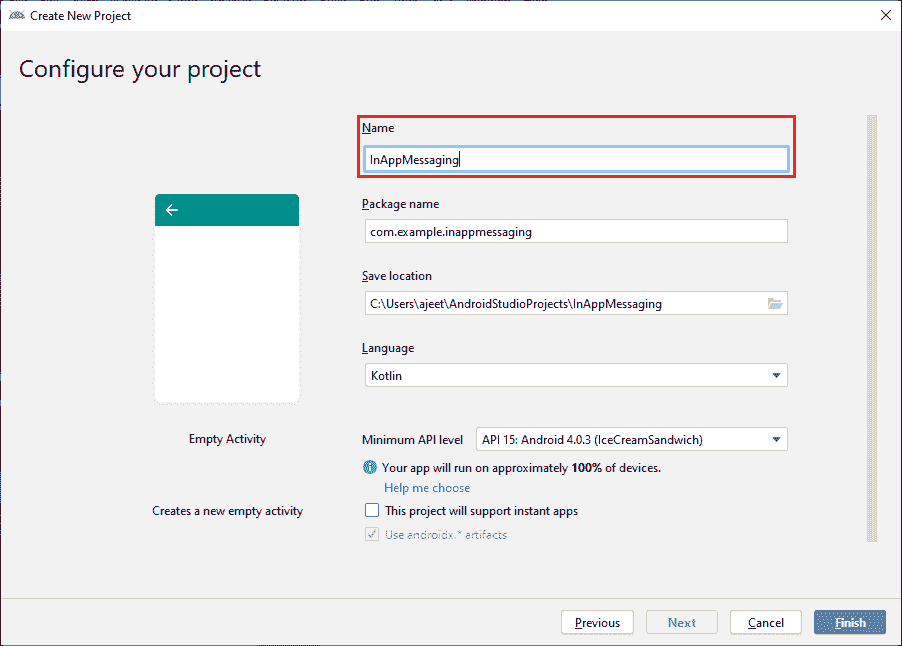 Create New Project
Configure your project
Name
InAppMessaging
Package name
com.example.inappmessaging
Save location
C:\Users\ajeet\AndroidStudioProjects\InAppMessaging
Language
Kotlin
Empty Activity
Minimum API level API 15: Android 4.0.3 (IceCreamSandwich)
Your app will run on approximately 100% of devices.
Help me choose
Creates a new empty activity
This project will support instant apps
Use androidx.* artifacts
Previous Next Cancel Finish